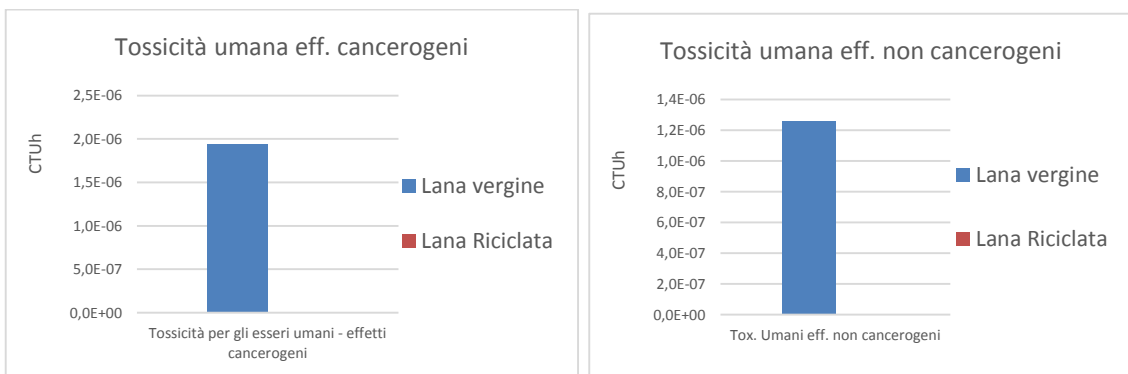 Tossicità umana eff. cancerogeni
CTUh
2,5E-06
2,0E-06
1,5E-06
1,0E-06
5,0E-07
0,0E+00
Tossicità per gli esseri umani - effetti
cancerogeni
Lana vergine
Lana Riciclata
Tossicità umana eff. non cancerogeni
CTUh
1,4E-06
1,2E-06
1,0E-06
8,0E-07
6,0E-07
4,0E-07
2,0E-07
0,0E+00
Tox. Umani eff. non cancerogeni
Lana vergine
Lana Riciclata